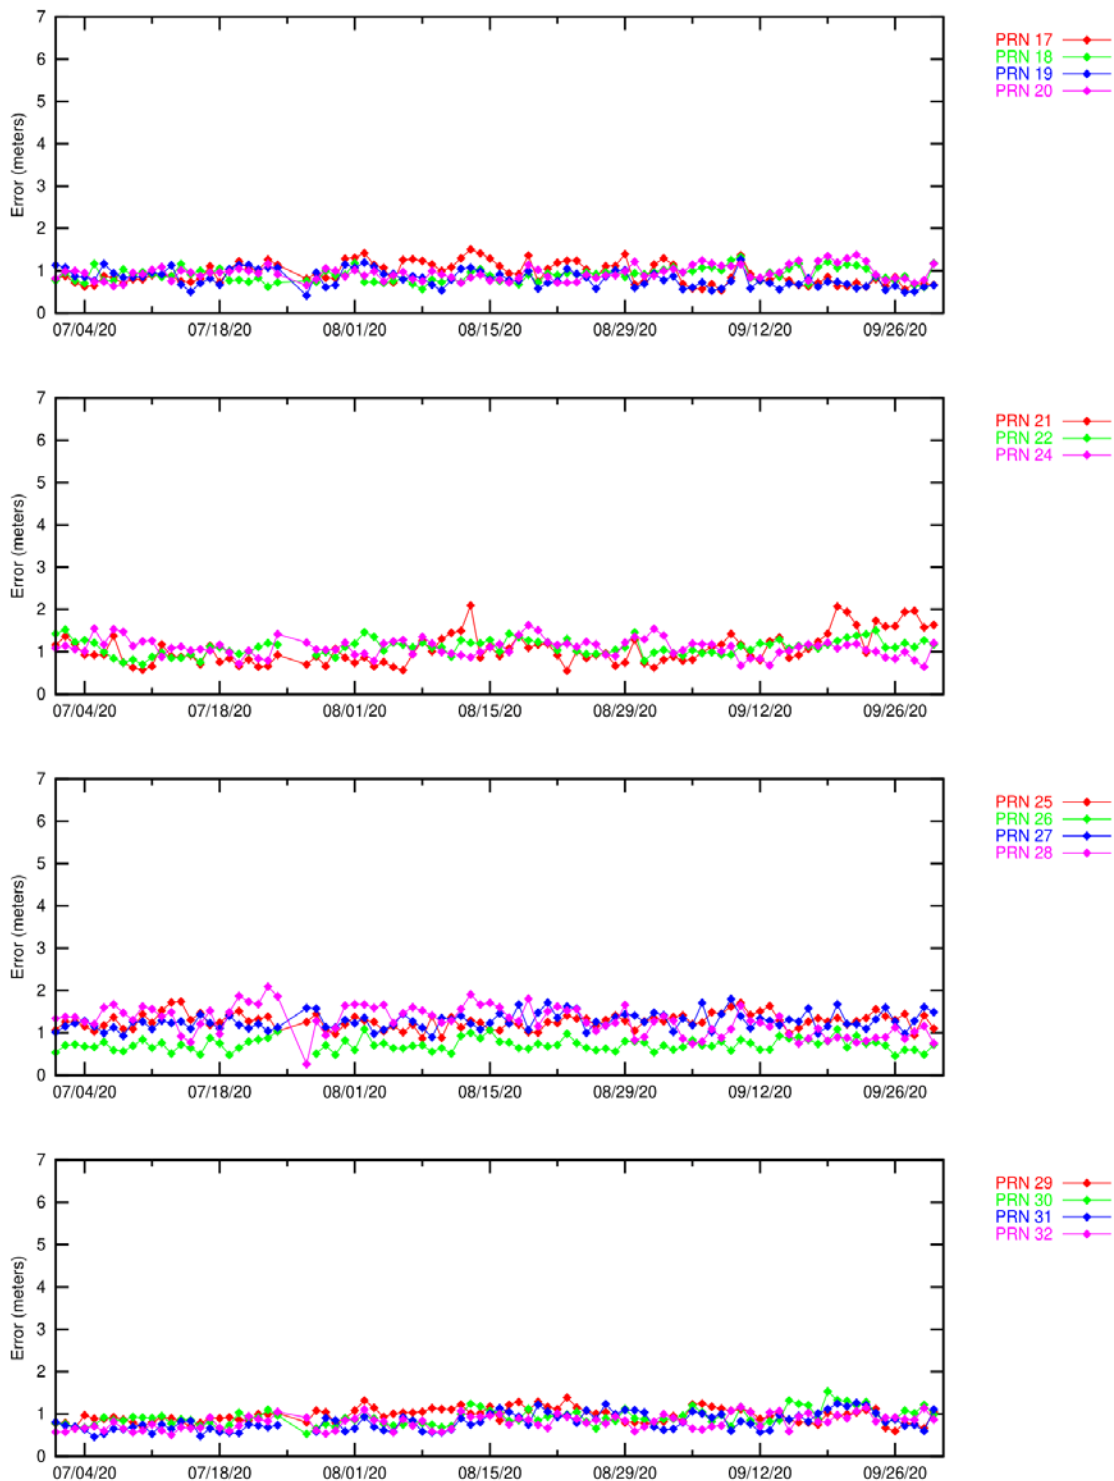 7
6
5
4
3
2
1
0
Error (meters)
07/04/20 07/18/20 08/01/20 08/15/20 08/29/20 09/12/20 09/26/20
PRN 17
PRN 18
PRN 19
PRN 20
7
6
5
4
3
2
1
0
Error (meters)
07/04/20 07/18/20 08/01/20 08/15/20 08/29/20 09/12/20 09/26/20
PRN 21
PRN 22
PRN 24
7
6
5
4
3
2
1
0
Error (meters)
07/04/20 07/18/20 08/01/20 08/15/20 08/29/20 09/12/20 09/26/20
PRN 25
PRN 26
PRN 27
PRN 28
7
6
5
4
3
2
1
0
Error (meters)
07/04/20 07/18/20 08/01/20 08/15/20 08/29/20 09/12/20 09/26/20
PRN 29
PRN 30
PRN 31
PRN 32